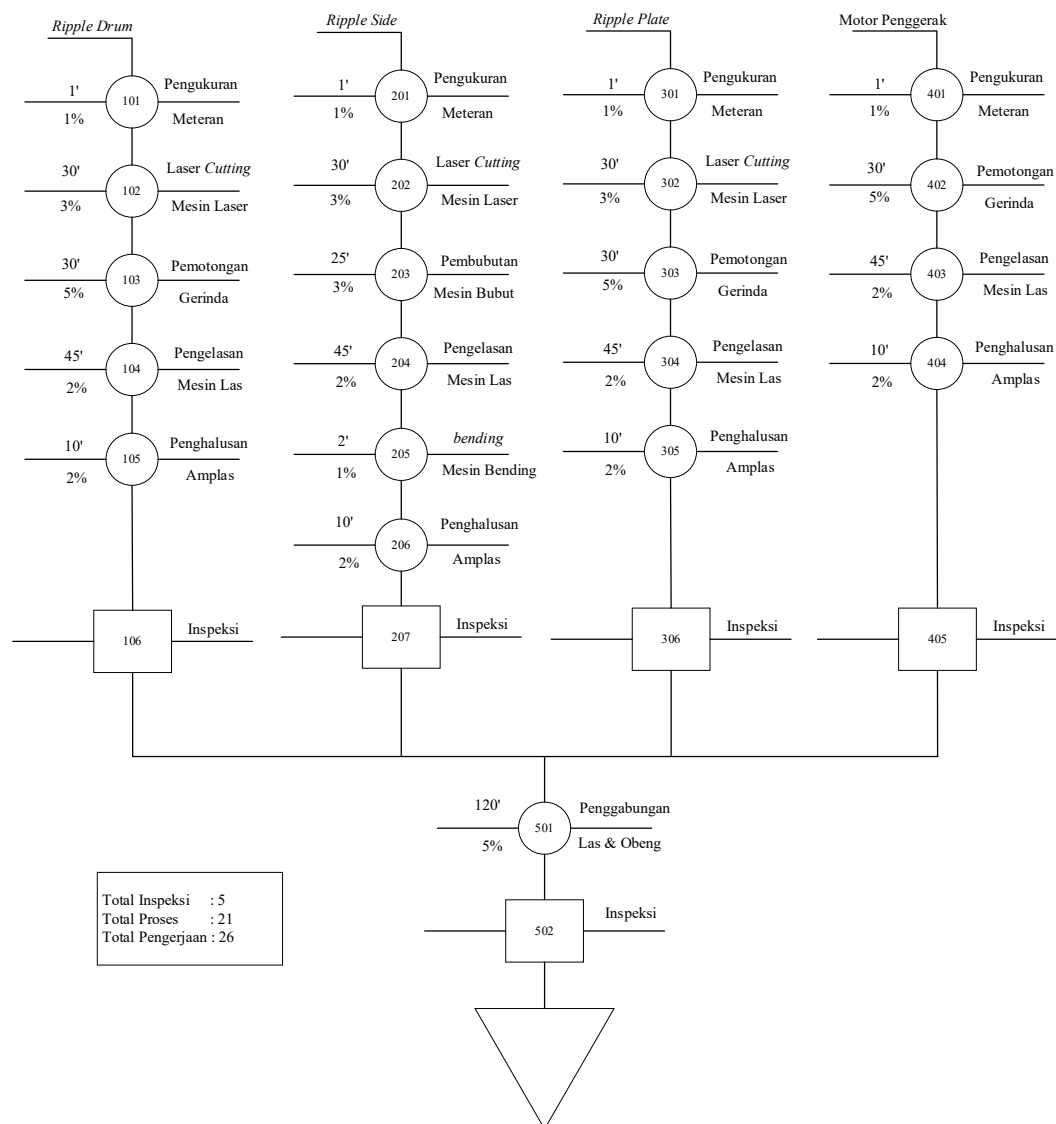 Ripple Drum
1'
101
Pengukuran
1%
Meteran
30'
102
Laser Cutting
3%
Mesin Laser
30'
103
Pemotongan
5%
Gerinda
45'
104
Pengelasan
2%
Mesin Las
10'
105
Penghalusan
2%
Amplas
106
Inspeksi
Ripple Side
1'
201
Pengukuran
1%
Meteran
30'
202
Laser Cutting
3%
Mesin Laser
25'
203
Pembubutan
3%
Mesin Bubut
45'
204
Pengelasan
2%
Mesin Las
2'
205
bending
1%
Mesin Bending
10'
206
Penghalusan
2%
Amplas
207
Inspeksi
Ripple Plate
1'
301
Pengukuran
1%
Meteran
30'
302
Laser Cutting
3%
Mesin Laser
30'
303
Pemotongan
5%
Gerinda
45'
304
Pengelasan
2%
Mesin Las
10'
305
Penghalusan
2%
Amplas
306
Inspeksi
Motor Penggerak
1'
401
Pengukuran
1%
Meteran
30'
402
Pemotongan
5%
Gerinda
45'
403
Pengelasan
2%
Mesin Las
10'
404
Penghalusan
2%
Amplas
405
Inspeksi
120'
501
Penggabungan
5%
Las & Obeng
502
Inspeksi
Total Inspeksi : 5
Total Proses : 21
Total Pengerjaan : 26